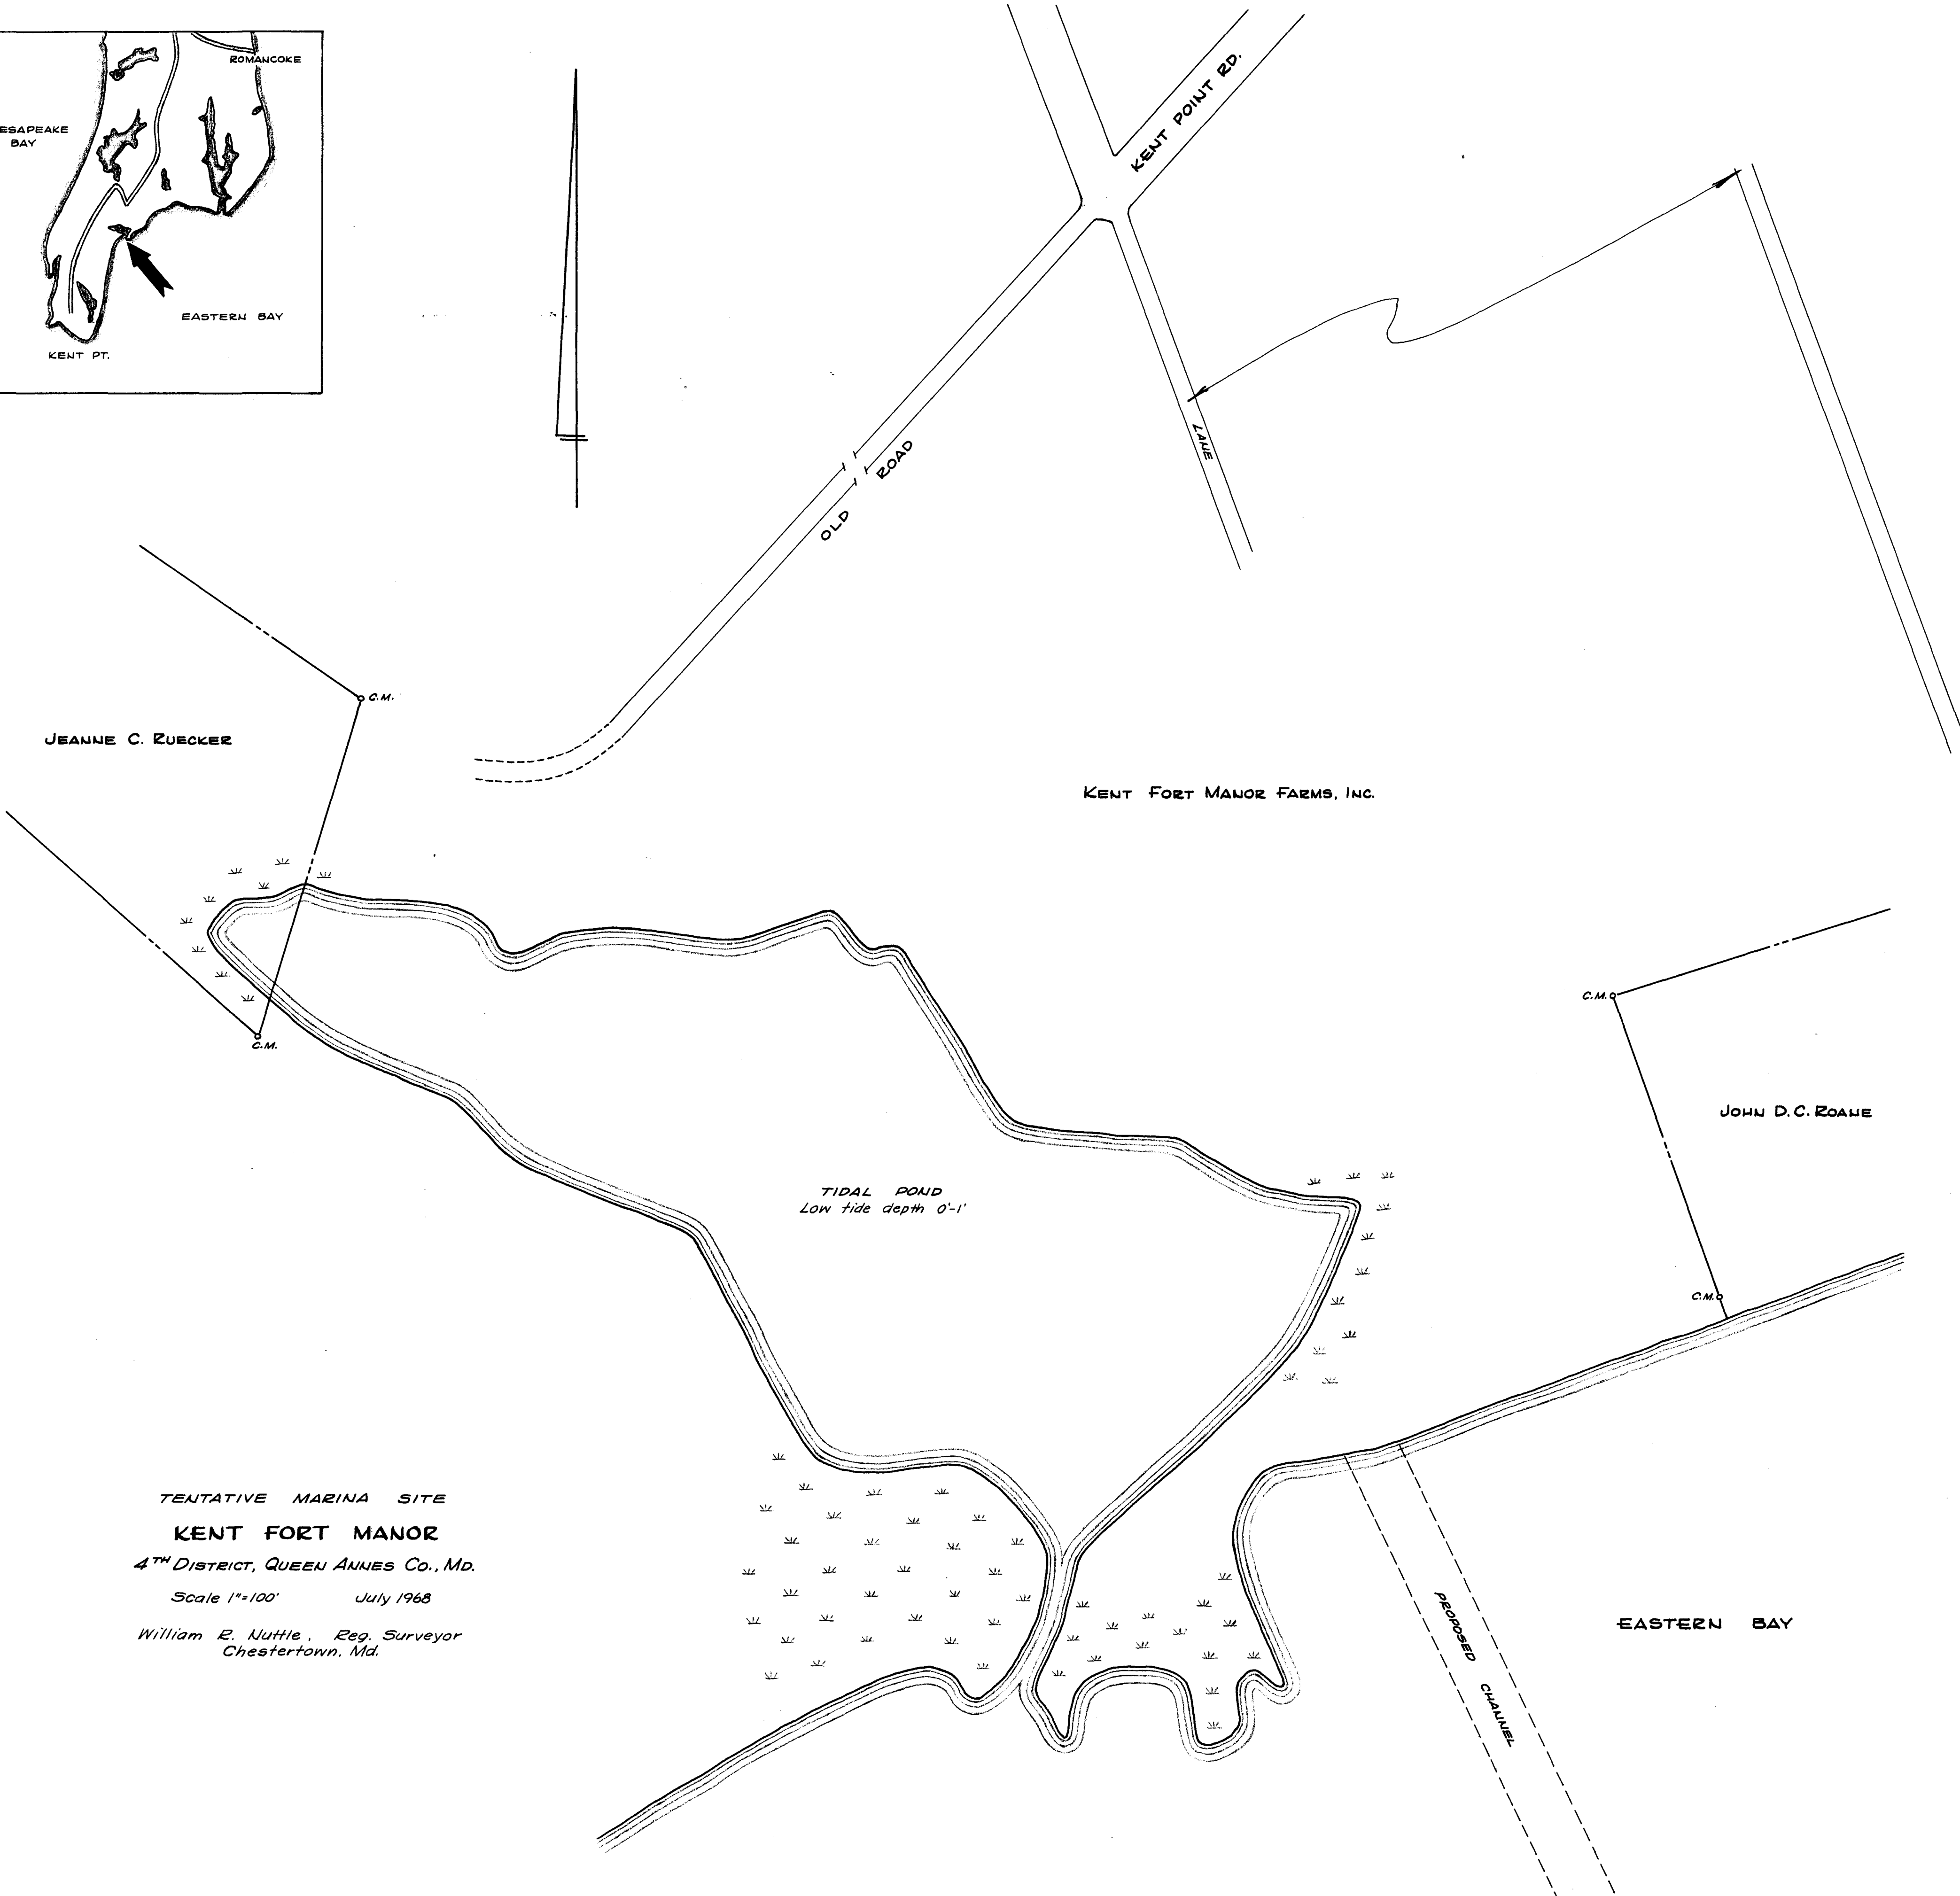 ROMANCOKE
ESAPEAKE
BAY
EASTERN BAY
KENT PT.
KENT POINT RD.
LANE
OLD ROAD
C.M.
JEANNE C. RUECKER
KENT FORT MANOR FARMS, INC.
C.M.
C.M.
JOHN D.C. ROANE
TIDAL POND
Low tide depth 0'-1'
C.M.
TENTATIVE MARINA SITE
KENT FORT MANOR
4TH DISTRICT, QUEEN ANNES CO., MD.
Scale 1"=100' July 1968
William R. Nuttle, Reg. Surveyor
Chestertown, Md.
PROPOSED CHANNEL
EASTERN BAY